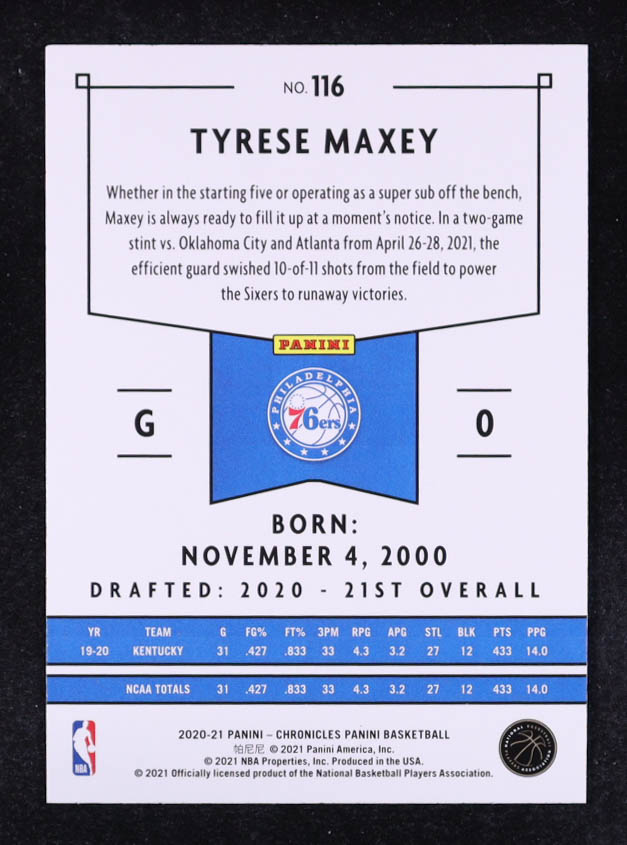 NO. 116
TYRESE MAXEY
Whether in the starting five or operating as a super sub off the bench,
Maxey is always ready to fill it up at a moment's notice. In a two-game
stint vs. Oklahoma City and Atlanta from April 26-28, 2021, the
efficient guard swished 10-of-11 shots from the field to power
the Sixers to runaway victories.
PANINI
PHILADELPHIA
76ers
G 0
BORN:
NOVEMBER 4, 2000
DRAFTED: 2020 - 21ST OVERALL
YR TEAM G FG% FT% 3PM RPG APG STL BLK PTS PPG
19-20 KENTUCKY 31 .427 .833 33 4.3 3.2 27 12 433 14.0
NCAA TOTALS 31 .427 .833 33 4.3 3.2 27 12 433 14.0
2020-21 PANINI – CHRONICLES PANINI BASKETBALL
帕尼尼 © 2021 Panini America, Inc.
© 2021 NBA Properties, Inc. Produced in the USA.
© 2021 Officially licensed product of the National Basketball Players Association.
NBA
NATIONAL BASKETBALL
PLAYERS ASSOCIATION